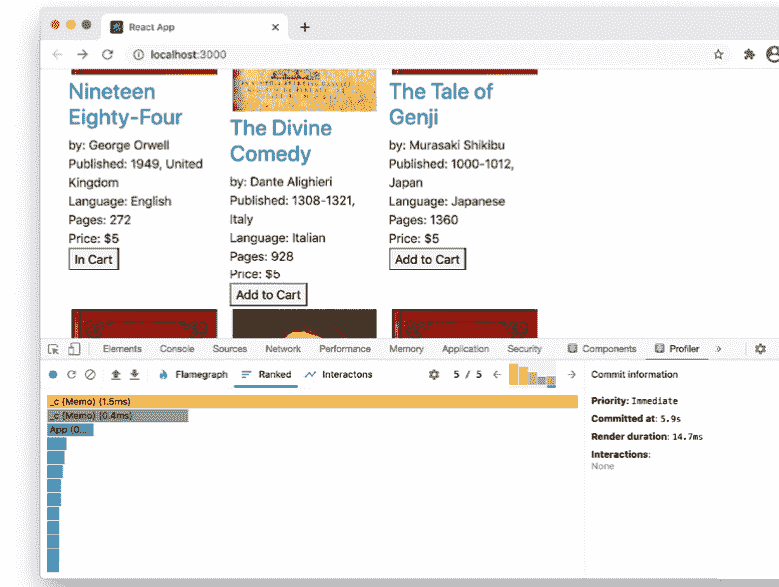 React App
localhost:3000
Nineteen
Eighty-Four
by: George Orwell
Published: 1949, United
Kingdom
Language: English
Pages: 272
Price: $5
In Cart
The Divine
Comedy
by: Dante Alighieri
Published: 1308-1321,
Italy
Language: Italian
Pages: 928
Price: $5
Add to Cart
The Tale of
Genji
by: Murasaki Shikibu
Published: 1000-1012,
Japan
Language: Japanese
Pages: 1360
Price: $5
Add to Cart
Elements Console Sources Network Performance Memory Application Security Components Profiler
Flamegraph Ranked Interactons 5 / 5
Commit information
_c (Memo) (1.5ms)
_c (Memo) (0.4ms)
App (0...
Priority: Immediate
Committed at: 5.9s
Render duration: 14.7ms
Interactions:
None